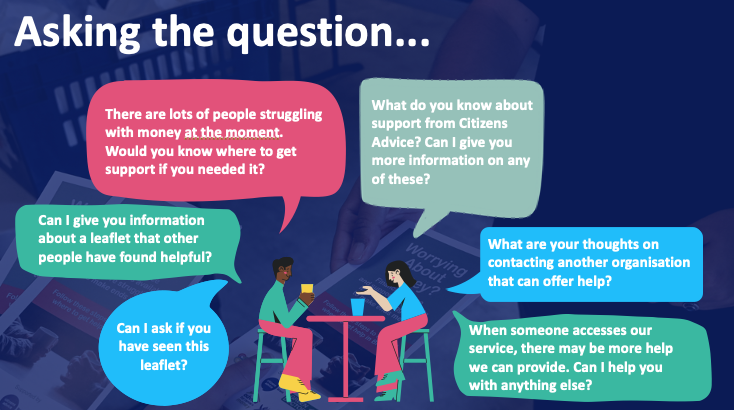 Asking the question...
There are lots of people struggling
with money at the moment.
Would you know where to get
support if you needed it?
What do you know about
support from Citizens
Advice? Can I give you
more information on any
of these?
Can I give you information
about a leaflet that other
people have found helpful?
What are your thoughts on
contacting another organisation
that can offer help?
Can I ask if you
have seen this
leaflet?
When someone accesses our
service, there may be more help
we can provide. Can I help you
with anything else?
Worrying
About